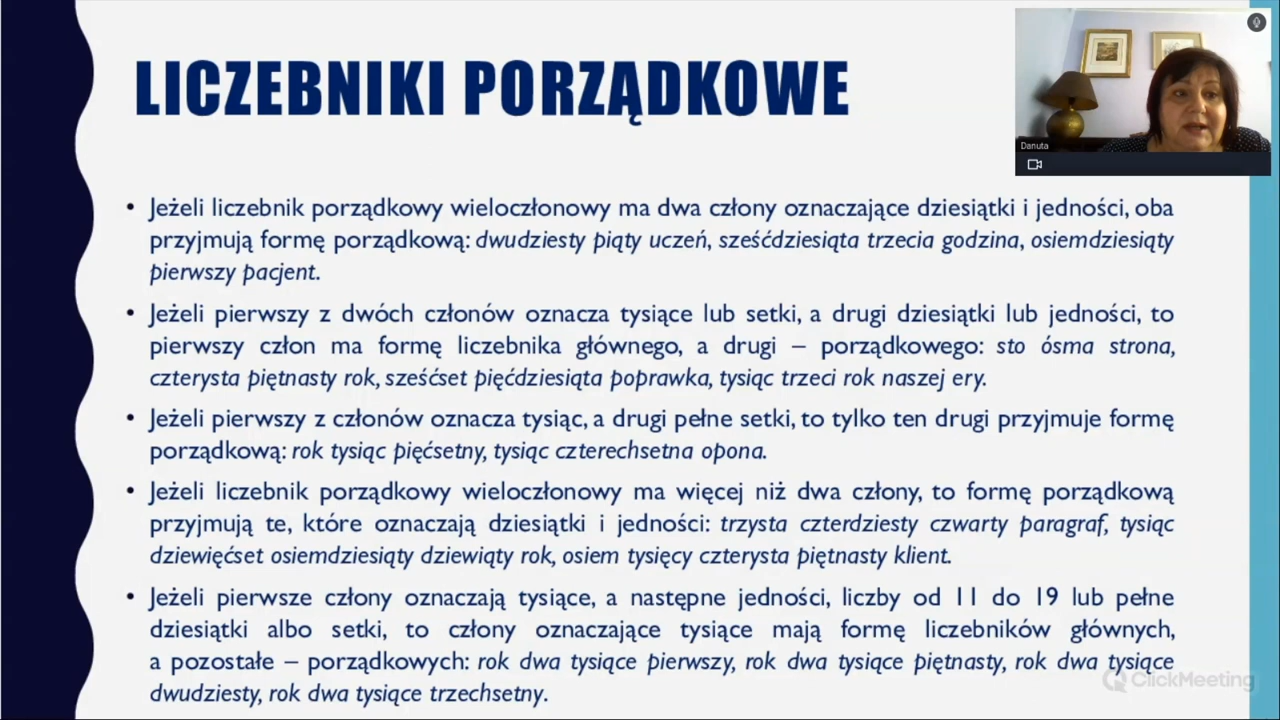 LICZEBNIKI PORZĄDKOWE
Danuta
• Jeżeli liczebnik porządkowy wieloczłonowy ma dwa człony oznaczające dziesiątki i jedności, oba
przyjmują formę porządkową: dwudziesty piąty uczeń, sześćdziesiąta trzecia godzina, osiemdziesiąty
pierwszy pacjent.
• Jeżeli pierwszy z dwóch członów oznacza tysiące lub setki, a drugi dziesiątki lub jedności, to
pierwszy człon ma formę liczebnika głównego, a drugi – porządkowego: sto ósma strona,
czterysta piętnasty rok, sześćset pięćdziesiąta poprawka, tysiąc trzeci rok naszej ery.
• Jeżeli pierwszy z członów oznacza tysiąc, a drugi pełne setki, to tylko ten drugi przyjmuje formę
porządkową: rok tysiąc pięćsetny, tysiąc czterechsetna opona.
• Jeżeli liczebnik porządkowy wieloczłonowy ma więcej niż dwa człony, to formę porządkową
przyjmują te, które oznaczają dziesiątki i jedności: trzysta czterdziesty czwarty paragraf, tysiąc
dziewięćset osiemdziesiąty dziewiąty rok, osiem tysięcy czterysta piętnasty klient.
• Jeżeli pierwsze człony oznaczają tysiące, a następne jedności, liczby od 11 do 19 lub pełne
dziesiątki albo setki, to człony oznaczające tysiące mają formę liczebników głównych,
a pozostałe – porządkowych: rok dwa tysiące pierwszy, rok dwa tysiące piętnasty, rok dwa tysiące
dwudziesty, rok dwa tysiące trzechsetny.
ClickMeeting